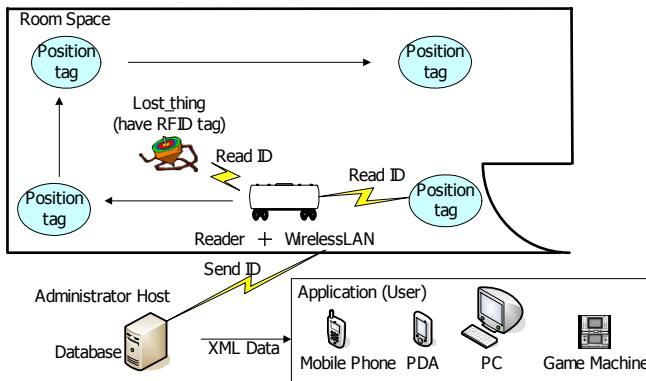 Room Space
Position
tag
Position
tag
Lost_thing
(have RFID tag)
Read ID
Read ID
Position
tag
Position
tag
Reader + WirelessLAN
Send ID
Administrator Host
Application (User)
Database
XML Data
Mobile Phone
PDA
PC
Game Machine